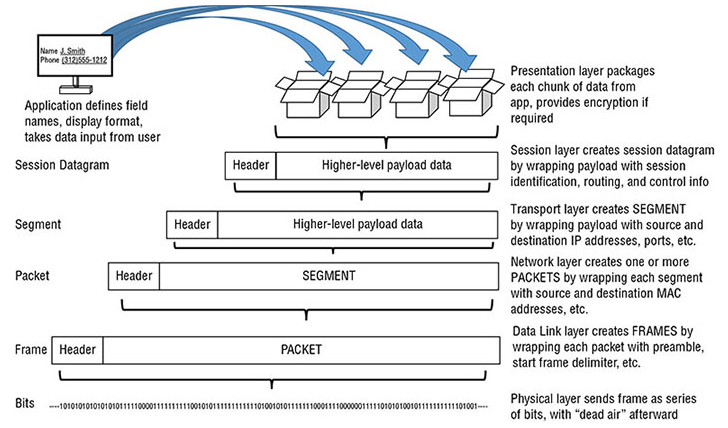 Name J. Smith
Phone (312)555-1212
Application defines field
names, display format,
takes data input from user
Presentation layer packages
each chunk of data from
app, provides encryption if
required
Session Datagram
Header
Higher-level payload data
Session layer creates session datagram
by wrapping payload with session
identification, routing, and control info
Segment
Header
Higher-level payload data
Transport layer creates SEGMENT
by wrapping payload with source and
destination IP addresses, ports, etc.
Packet
Header
SEGMENT
Network layer creates one or more
PACKETS by wrapping each segment
with source and destination MAC
addresses, etc.
Frame
Header
PACKET
Data Link layer creates FRAMES by
wrapping each packet with preamble,
start frame delimiter, etc.
Bits
Physical layer sends frame as series
of bits, with “dead air” afterward